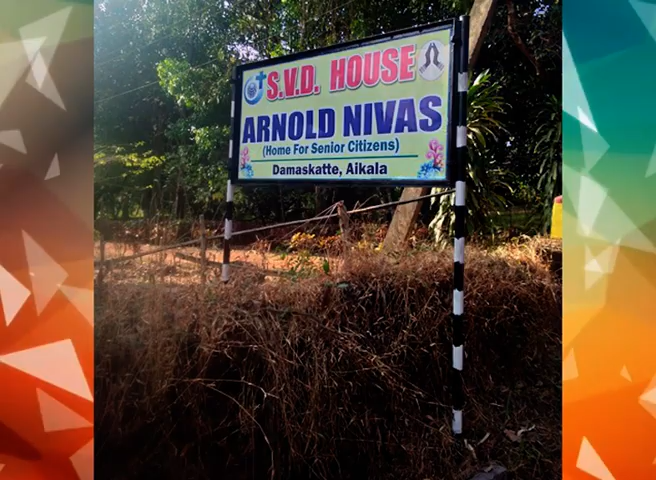 S.V.D. HOUSE
ARNOLD NIVAS
(Home For Senior Citizens)
Damaskatte, Aikala